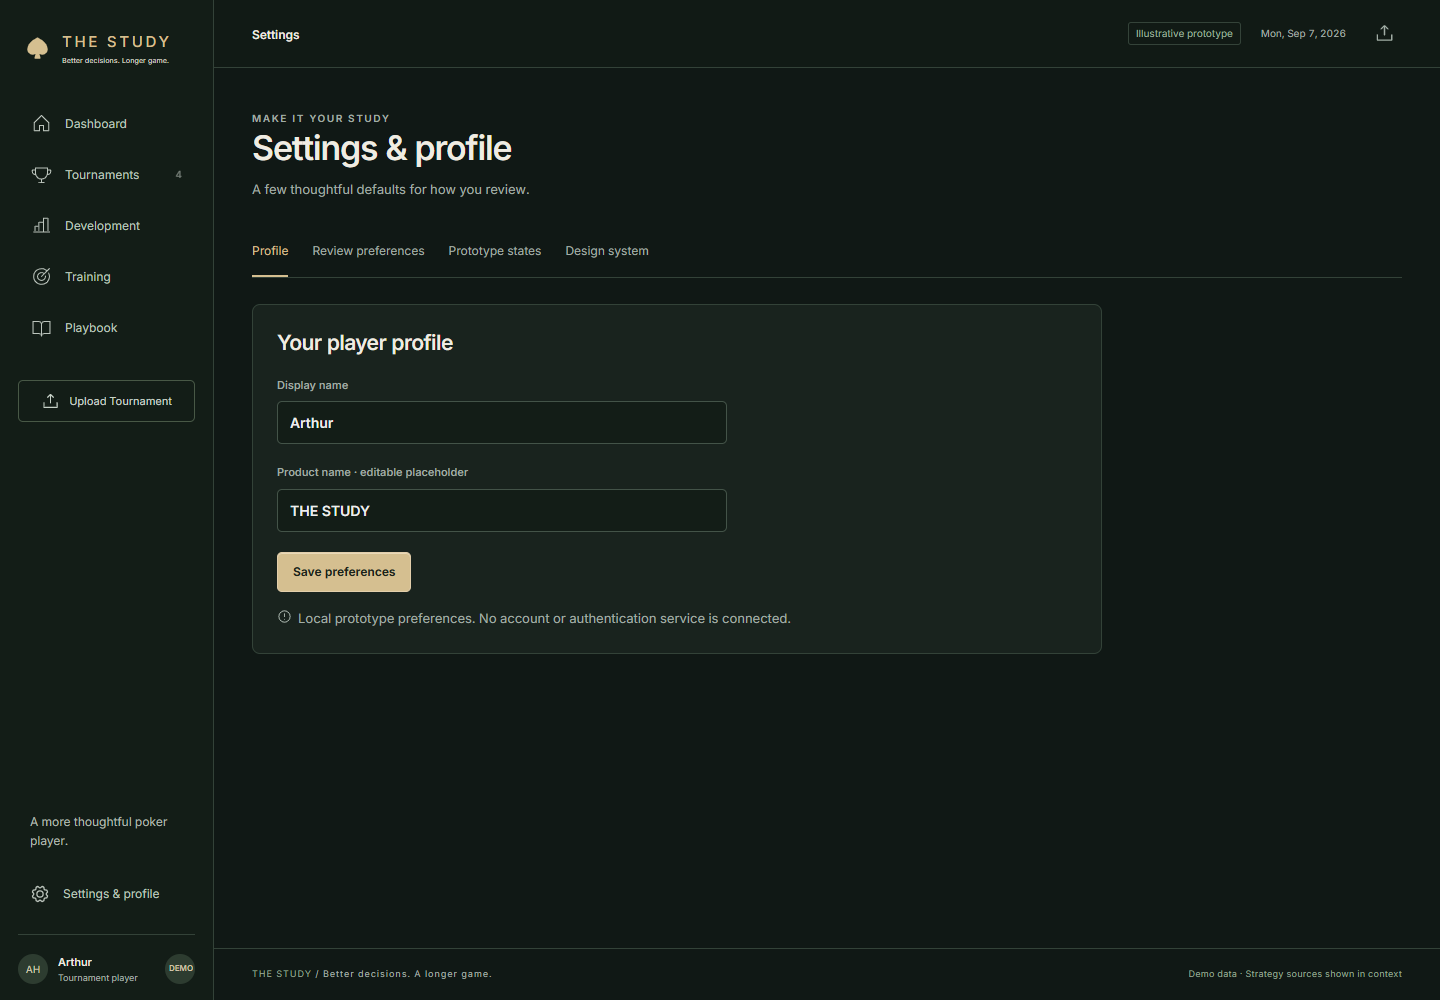 THE STUDY
Better decisions. Longer game.
Dashboard
Tournaments 4
Development
Training
Playbook
Upload Tournament
A more thoughtful poker
player.
Settings & profile
AH
Arthur
Tournament player
DEMO
Settings
Illustrative prototype
Mon, Sep 7, 2026
MAKE IT YOUR STUDY
Settings & profile
A few thoughtful defaults for how you review.
Profile Review preferences Prototype states Design system
Your player profile
Display name
Arthur
Product name · editable placeholder
THE STUDY
Save preferences
Local prototype preferences. No account or authentication service is connected.
THE STUDY / Better decisions. A longer game.
Demo data · Strategy sources shown in context